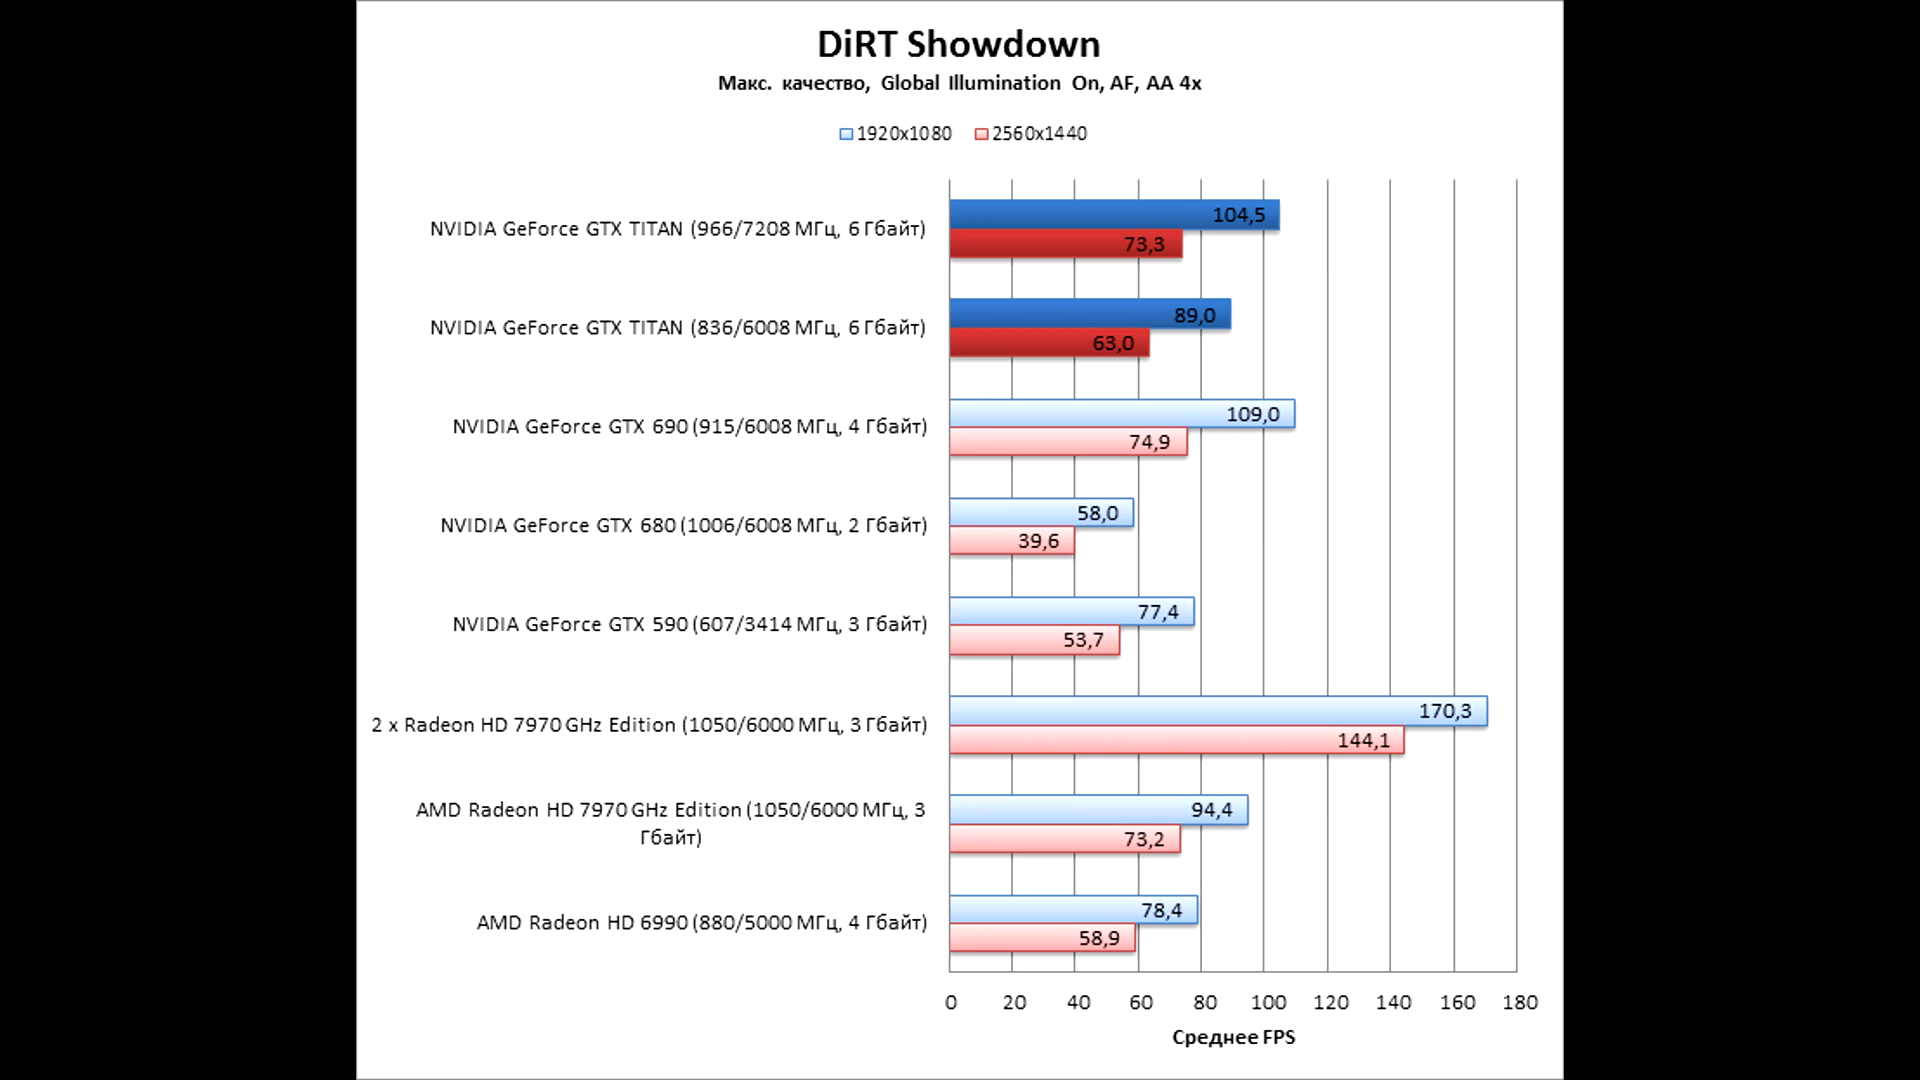 DiRT Showdown
Макс. качество, Global Illumination On, AF, AA 4x
1920x1080 2560x1440
NVIDIA GeForce GTX TITAN (966/7208 МГц, 6 Гбайт)
104,5
73,3
NVIDIA GeForce GTX TITAN (836/6008 МГц, 6 Гбайт)
89,0
63,0
NVIDIA GeForce GTX 690 (915/6008 МГц, 4 Гбайт)
109,0
74,9
NVIDIA GeForce GTX 680 (1006/6008 МГц, 2 Гбайт)
58,0
39,6
NVIDIA GeForce GTX 590 (607/3414 МГц, 3 Гбайт)
77,4
53,7
2 x Radeon HD 7970 GHz Edition (1050/6000 МГц, 3 Гбайт)
170,3
144,1
AMD Radeon HD 7970 GHz Edition (1050/6000 МГц, 3
Гбайт)
94,4
73,2
AMD Radeon HD 6990 (880/5000 МГц, 4 Гбайт)
78,4
58,9
0 20 40 60 80 100 120 140 160 180
Среднее FPS